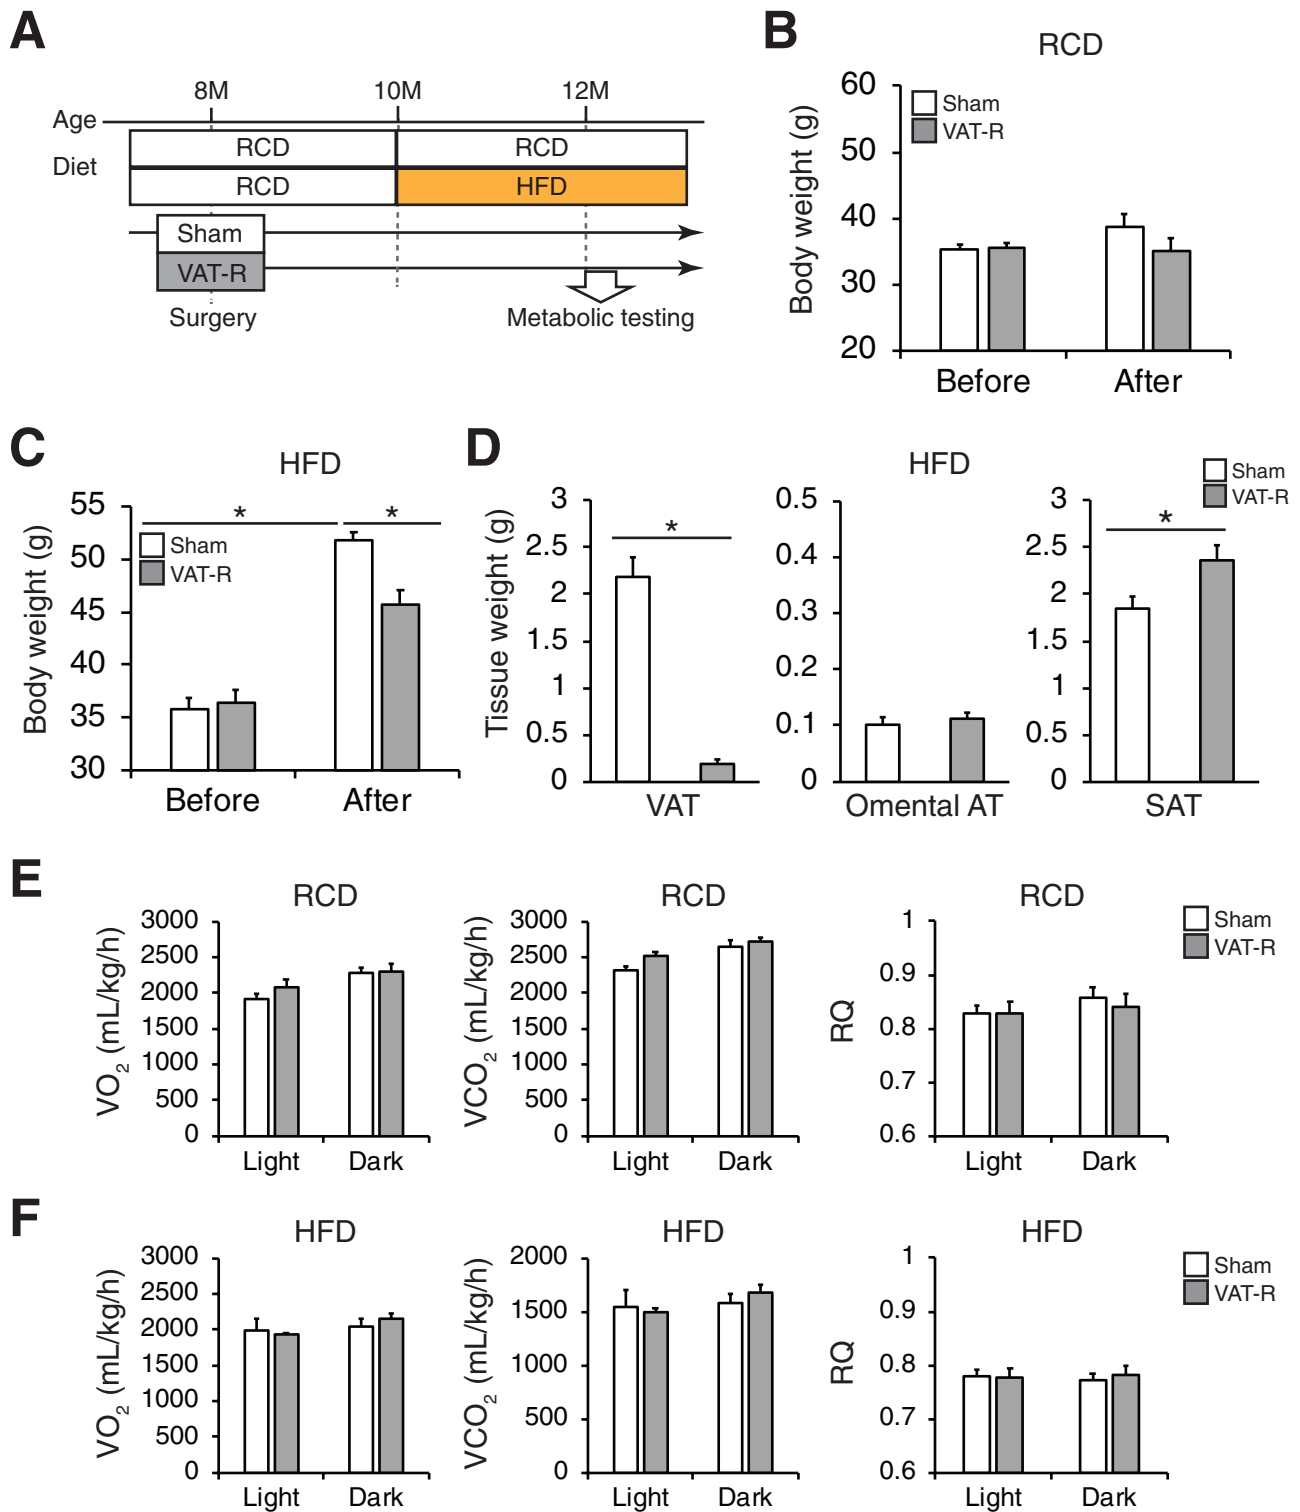 A
8M 10M 12M
Age
Diet
RCD RCD
RCD HFD
Sham
VAT-R
Surgery
Metabolic testing
B
RCD
Body weight (g)
60
50
40
30
20
Sham
VAT-R
Before After
C
HFD
Body weight (g)
55
50
45
40
35
30
* *
Sham
VAT-R
Before After
D
HFD
Sham
VAT-R
Tissue weight (g)
3
2.5
2
1.5
1
0.5
0
*
VAT
0.5
0.4
0.3
0.2
0.1
0
Omental AT
3
2.5
2
1.5
1
0.5
0
*
SAT
E
RCD
VO2 (mL/kg/h)
3000
2500
2000
1500
1000
500
0
Light Dark
RCD
VCO2 (mL/kg/h)
3000
2500
2000
1500
1000
500
0
Light Dark
RCD
RQ
1
0.9
0.8
0.7
0.6
Light Dark
Sham
VAT-R
F
HFD
VO2 (mL/kg/h)
3000
2500
2000
1500
1000
500
0
Light Dark
HFD
VCO2 (mL/kg/h)
2000
1500
1000
500
0
Light Dark
HFD
RQ
1
0.9
0.8
0.7
0.6
Light Dark
Sham
VAT-R